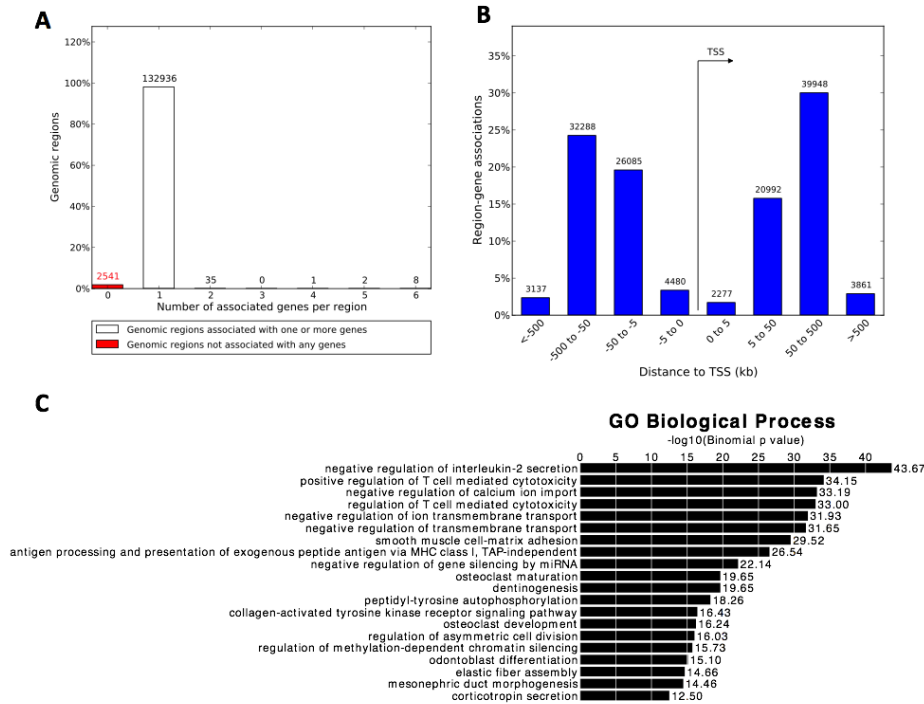 A
120%
100%
80%
60%
40%
20%
0%
Genomic regions
2541
132936
35
0
1
2
8
0 1 2 3 4 5 6
Number of associated genes per region
Genomic regions associated with one or more genes
Genomic regions not associated with any genes
B
35%
30%
25%
20%
15%
10%
5%
0%
Region-gene associations
TSS
3137
32288
26085
4480
2277
20992
39948
3861
<-500
-500 to -50
-50 to -5
-5 to 0
0 to 5
5 to 50
50 to 500
>500
Distance to TSS (kb)
C
GO Biological Process
-log10(Binomial p value)
0 5 10 15 20 25 30 35 40
negative regulation of interleukin-2 secretion 43.67
positive regulation of T cell mediated cytotoxicity 34.15
negative regulation of calcium ion import 33.19
regulation of T cell mediated cytotoxicity 33.00
negative regulation of ion transmembrane transport 31.93
negative regulation of transmembrane transport 31.65
smooth muscle cell-matrix adhesion 29.52
antigen processing and presentation of exogenous peptide antigen via MHC class I, TAP-independent 26.54
negative regulation of gene silencing by miRNA 22.14
osteoclast maturation 19.65
dentinogenesis 19.65
peptidyl-tyrosine autophosphorylation 18.26
collagen-activated tyrosine kinase receptor signaling pathway 16.43
osteoclast development 16.24
regulation of asymmetric cell division 16.03
regulation of methylation-dependent chromatin silencing 15.73
odontoblast differentiation 15.10
elastic fiber assembly 14.66
mesonephric duct morphogenesis 14.46
corticotropin secretion 12.50